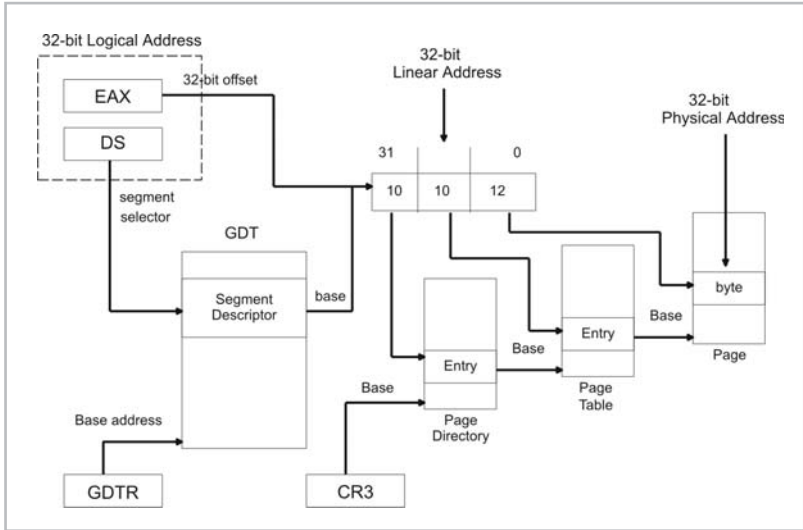 32-bit Logical Address
EAX
DS
32-bit offset
segment
selector
32-bit
Linear Address
31
0
10
10
12
32-bit
Physical Address
GDT
Segment
Descriptor
base
Base address
GDTR
Base
CR3
Entry
Page
Directory
Base
Entry
Page
Table
Base
byte
Page